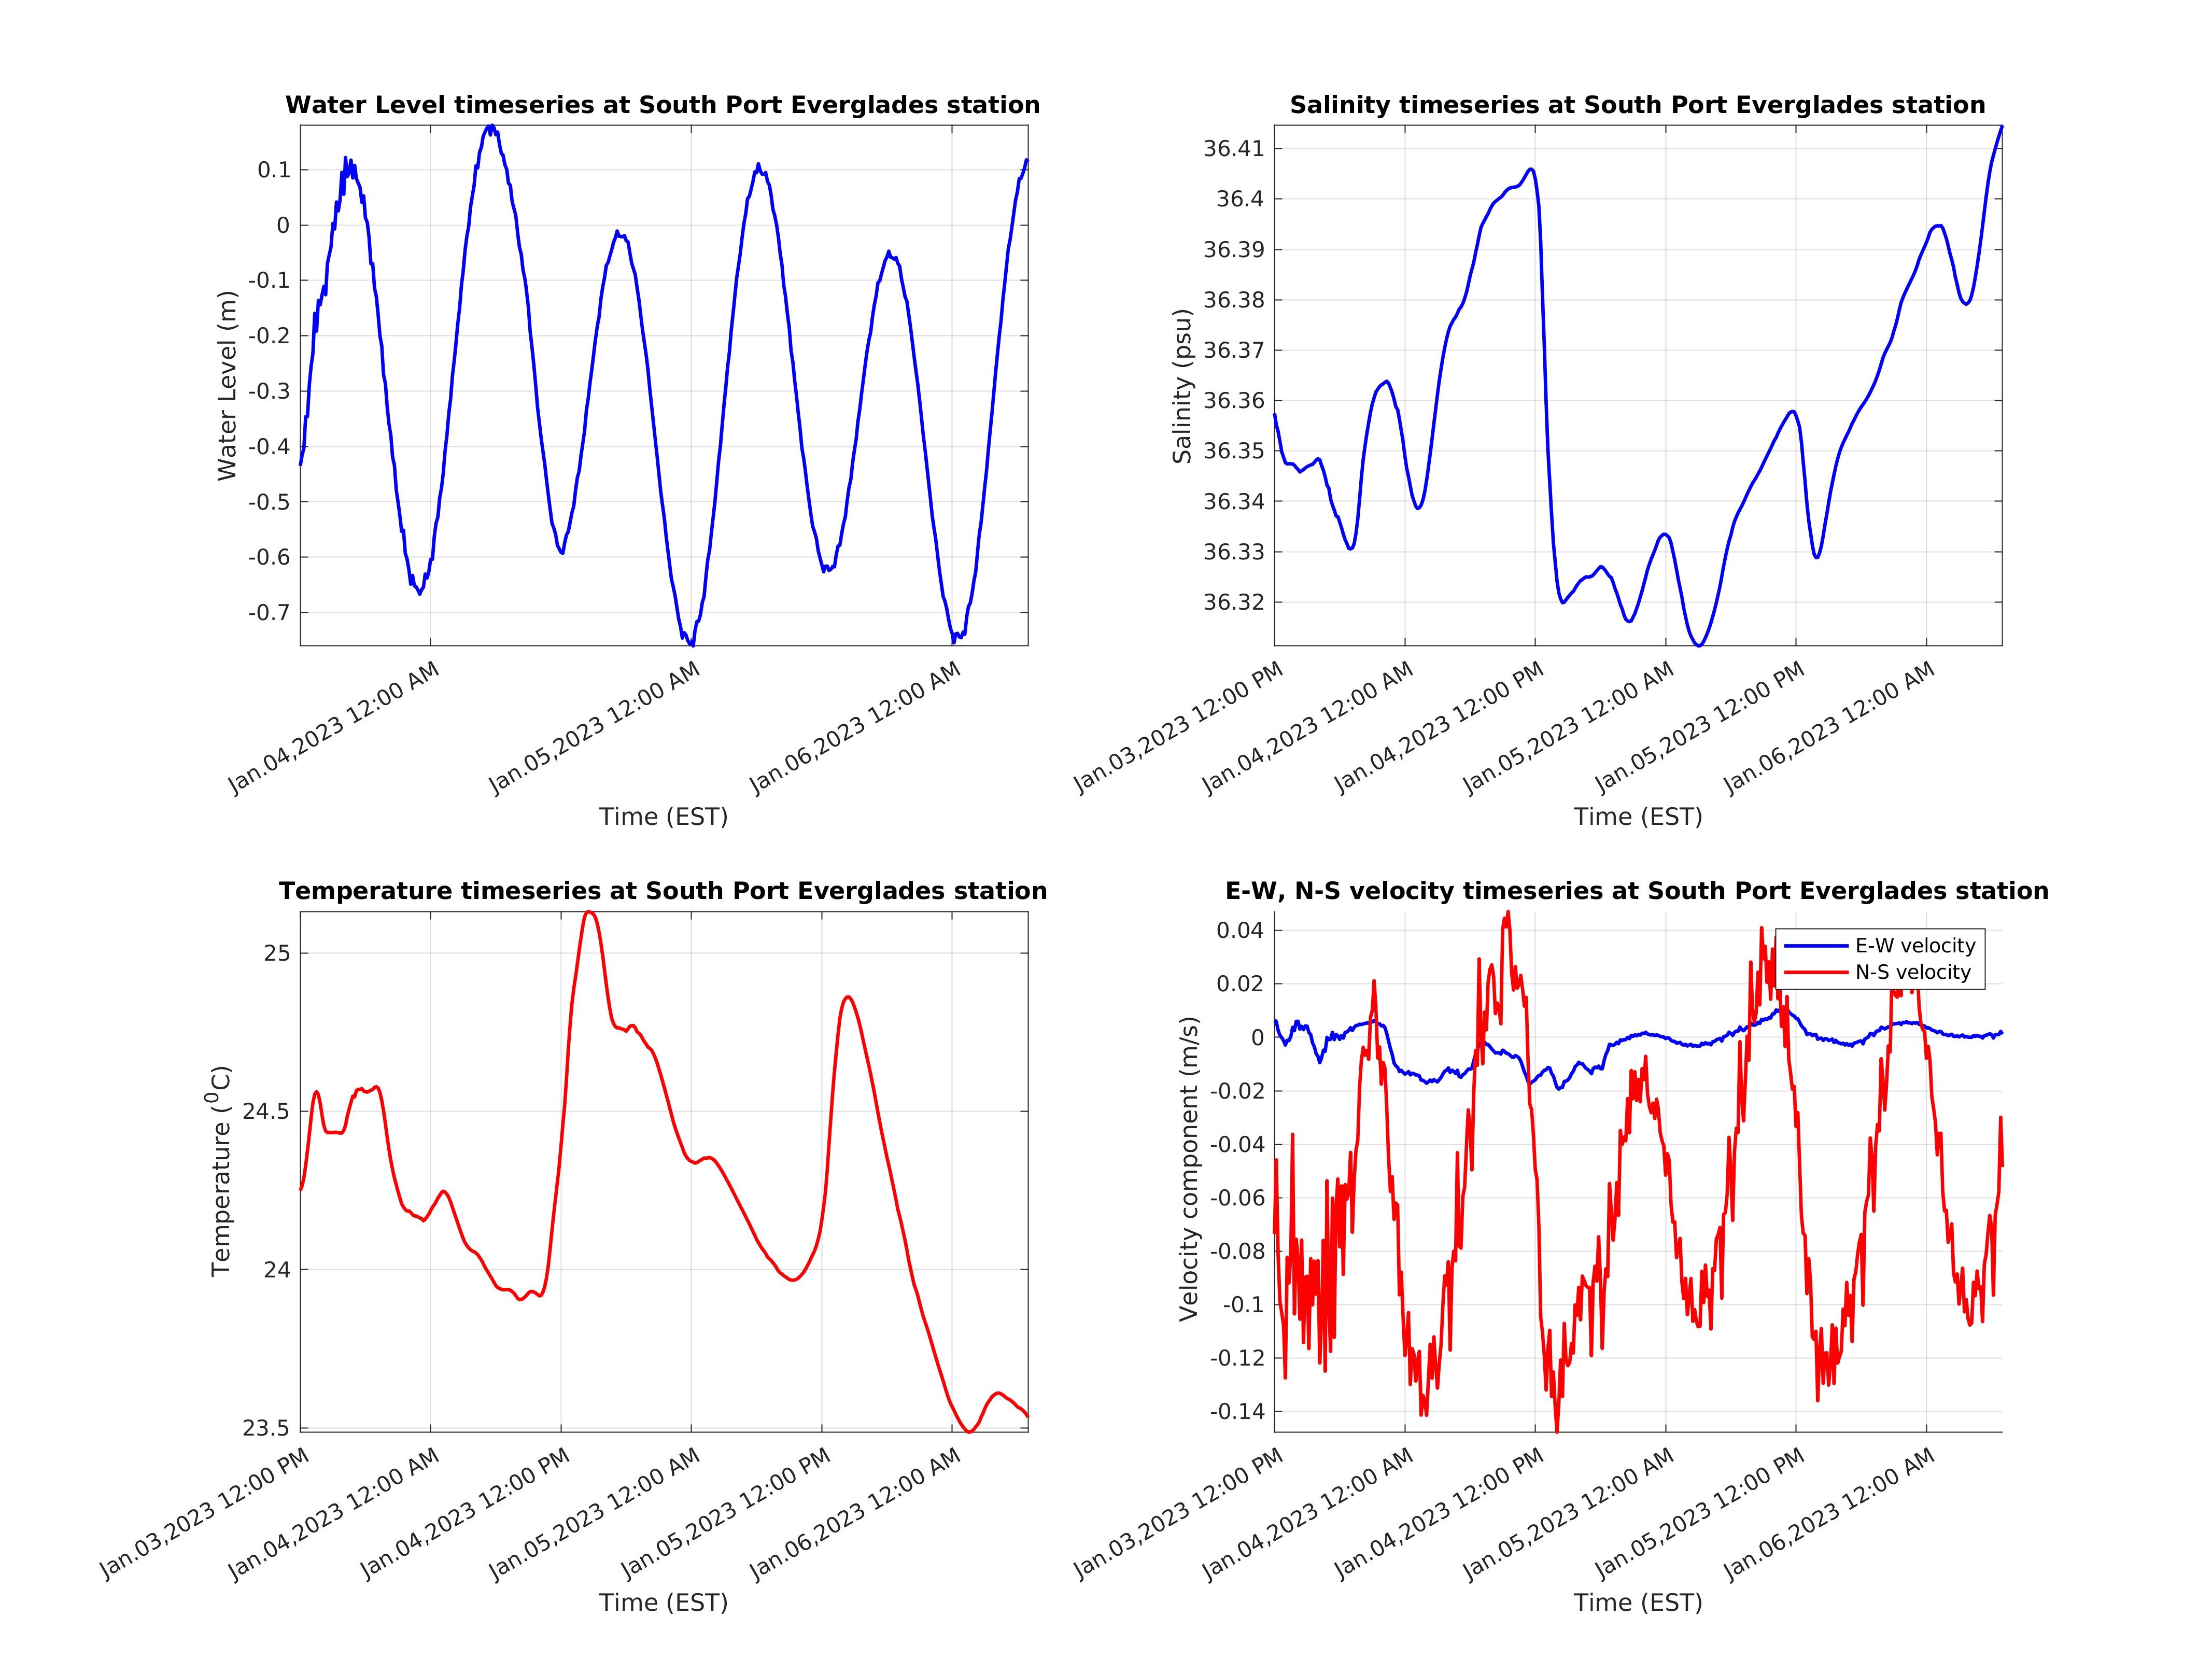 Water Level timeseries at South Port Everglades station
Water Level (m)
0.1
0
-0.1
-0.2
-0.3
-0.4
-0.5
-0.6
-0.7
Jan.04,2023 12:00 AM
Jan.05,2023 12:00 AM
Jan.06,2023 12:00 AM
Time (EST)
Salinity timeseries at South Port Everglades station
Salinity (psu)
36.41
36.4
36.39
36.38
36.37
36.36
36.35
36.34
36.33
36.32
Jan.03,2023 12:00 PM
Jan.04,2023 12:00 AM
Jan.04,2023 12:00 PM
Jan.05,2023 12:00 AM
Jan.05,2023 12:00 PM
Jan.06,2023 12:00 AM
Time (EST)
Temperature timeseries at South Port Everglades station
Temperature (⁰C)
25
24.5
24
23.5
Jan.03,2023 12:00 PM
Jan.04,2023 12:00 AM
Jan.04,2023 12:00 PM
Jan.05,2023 12:00 AM
Jan.05,2023 12:00 PM
Jan.06,2023 12:00 AM
Time (EST)
E-W, N-S velocity timeseries at South Port Everglades station
Velocity component (m/s)
0.04
0.02
0
-0.02
-0.04
-0.06
-0.08
-0.1
-0.12
-0.14
E-W velocity
N-S velocity
Jan.03,2023 12:00 PM
Jan.04,2023 12:00 AM
Jan.04,2023 12:00 PM
Jan.05,2023 12:00 AM
Jan.05,2023 12:00 PM
Jan.06,2023 12:00 AM
Time (EST)